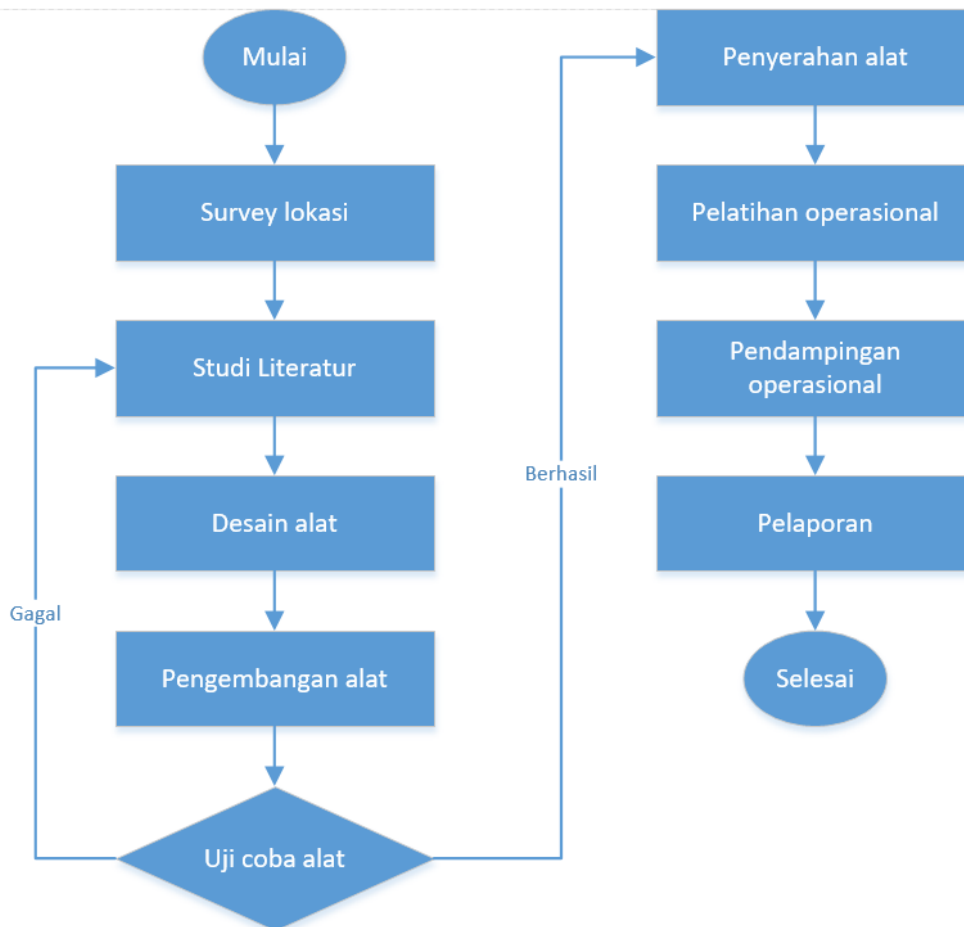 Mulai
Survey lokasi
Studi Literatur
Desain alat
Gagal
Pengembangan alat
Uji coba alat
Berhasil
Penyerahan alat
Pelatihan operasional
Pendampingan
operasional
Pelaporan
Selesai